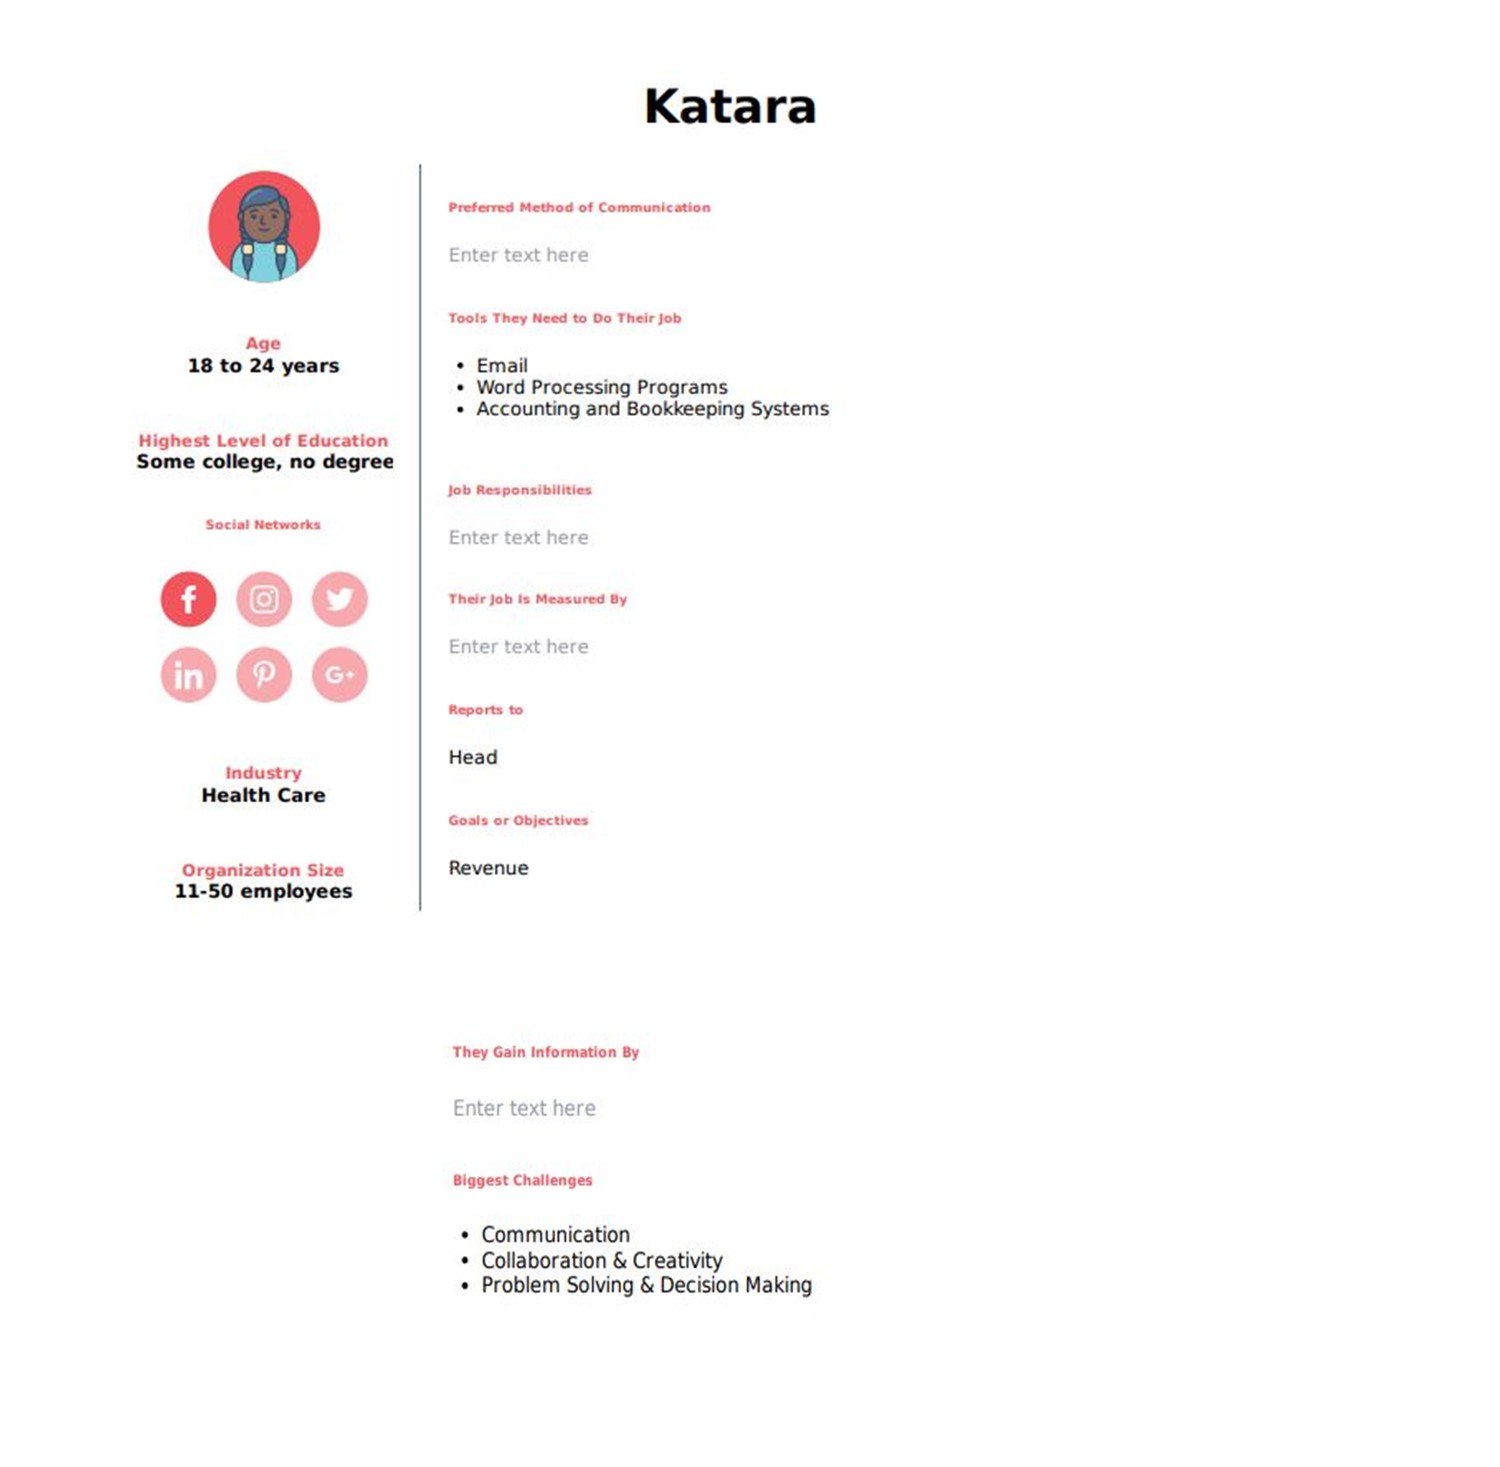 Katara
Age
18 to 24 years
Highest Level of Education
Some college, no degree
Social Networks
f
in
G+
Industry
Health Care
Organization Size
11-50 employees
Preferred Method of Communication
Enter text here
Tools They Need to Do Their Job
• Email
• Word Processing Programs
• Accounting and Bookkeeping Systems
Job Responsibilities
Enter text here
Their Job Is Measured By
Enter text here
Reports to
Head
Goals or Objectives
Revenue
They Gain Information By
Enter text here
Biggest Challenges
• Communication
• Collaboration & Creativity
• Problem Solving & Decision Making